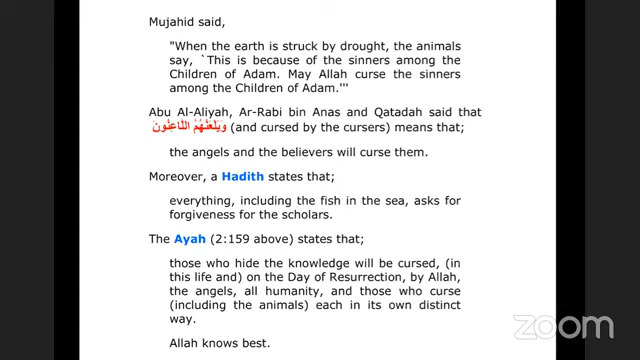 Mujahid said,
"When the earth is struck by drought, the animals
say, `This is because of the sinners among the
Children of Adam. May Allah curse the sinners
among the Children of Adam.'"
Abu Al-Aliyah, Ar-Rabi bin Anas and Qatadah said that
وَيَلْعَنُهُمُ اللَّاعِنُونَ (and cursed by the cursers) means that;
the angels and the believers will curse them.
Moreover, a Hadith states that;
everything, including the fish in the sea, asks for
forgiveness for the scholars.
The Ayah (2:159 above) states that;
those who hide the knowledge will be cursed, (in
this life and) on the Day of Resurrection, by Allah,
the angels, all humanity, and those who curse
(including the animals) each in its own distinct
way.
Allah knows best.
zoom